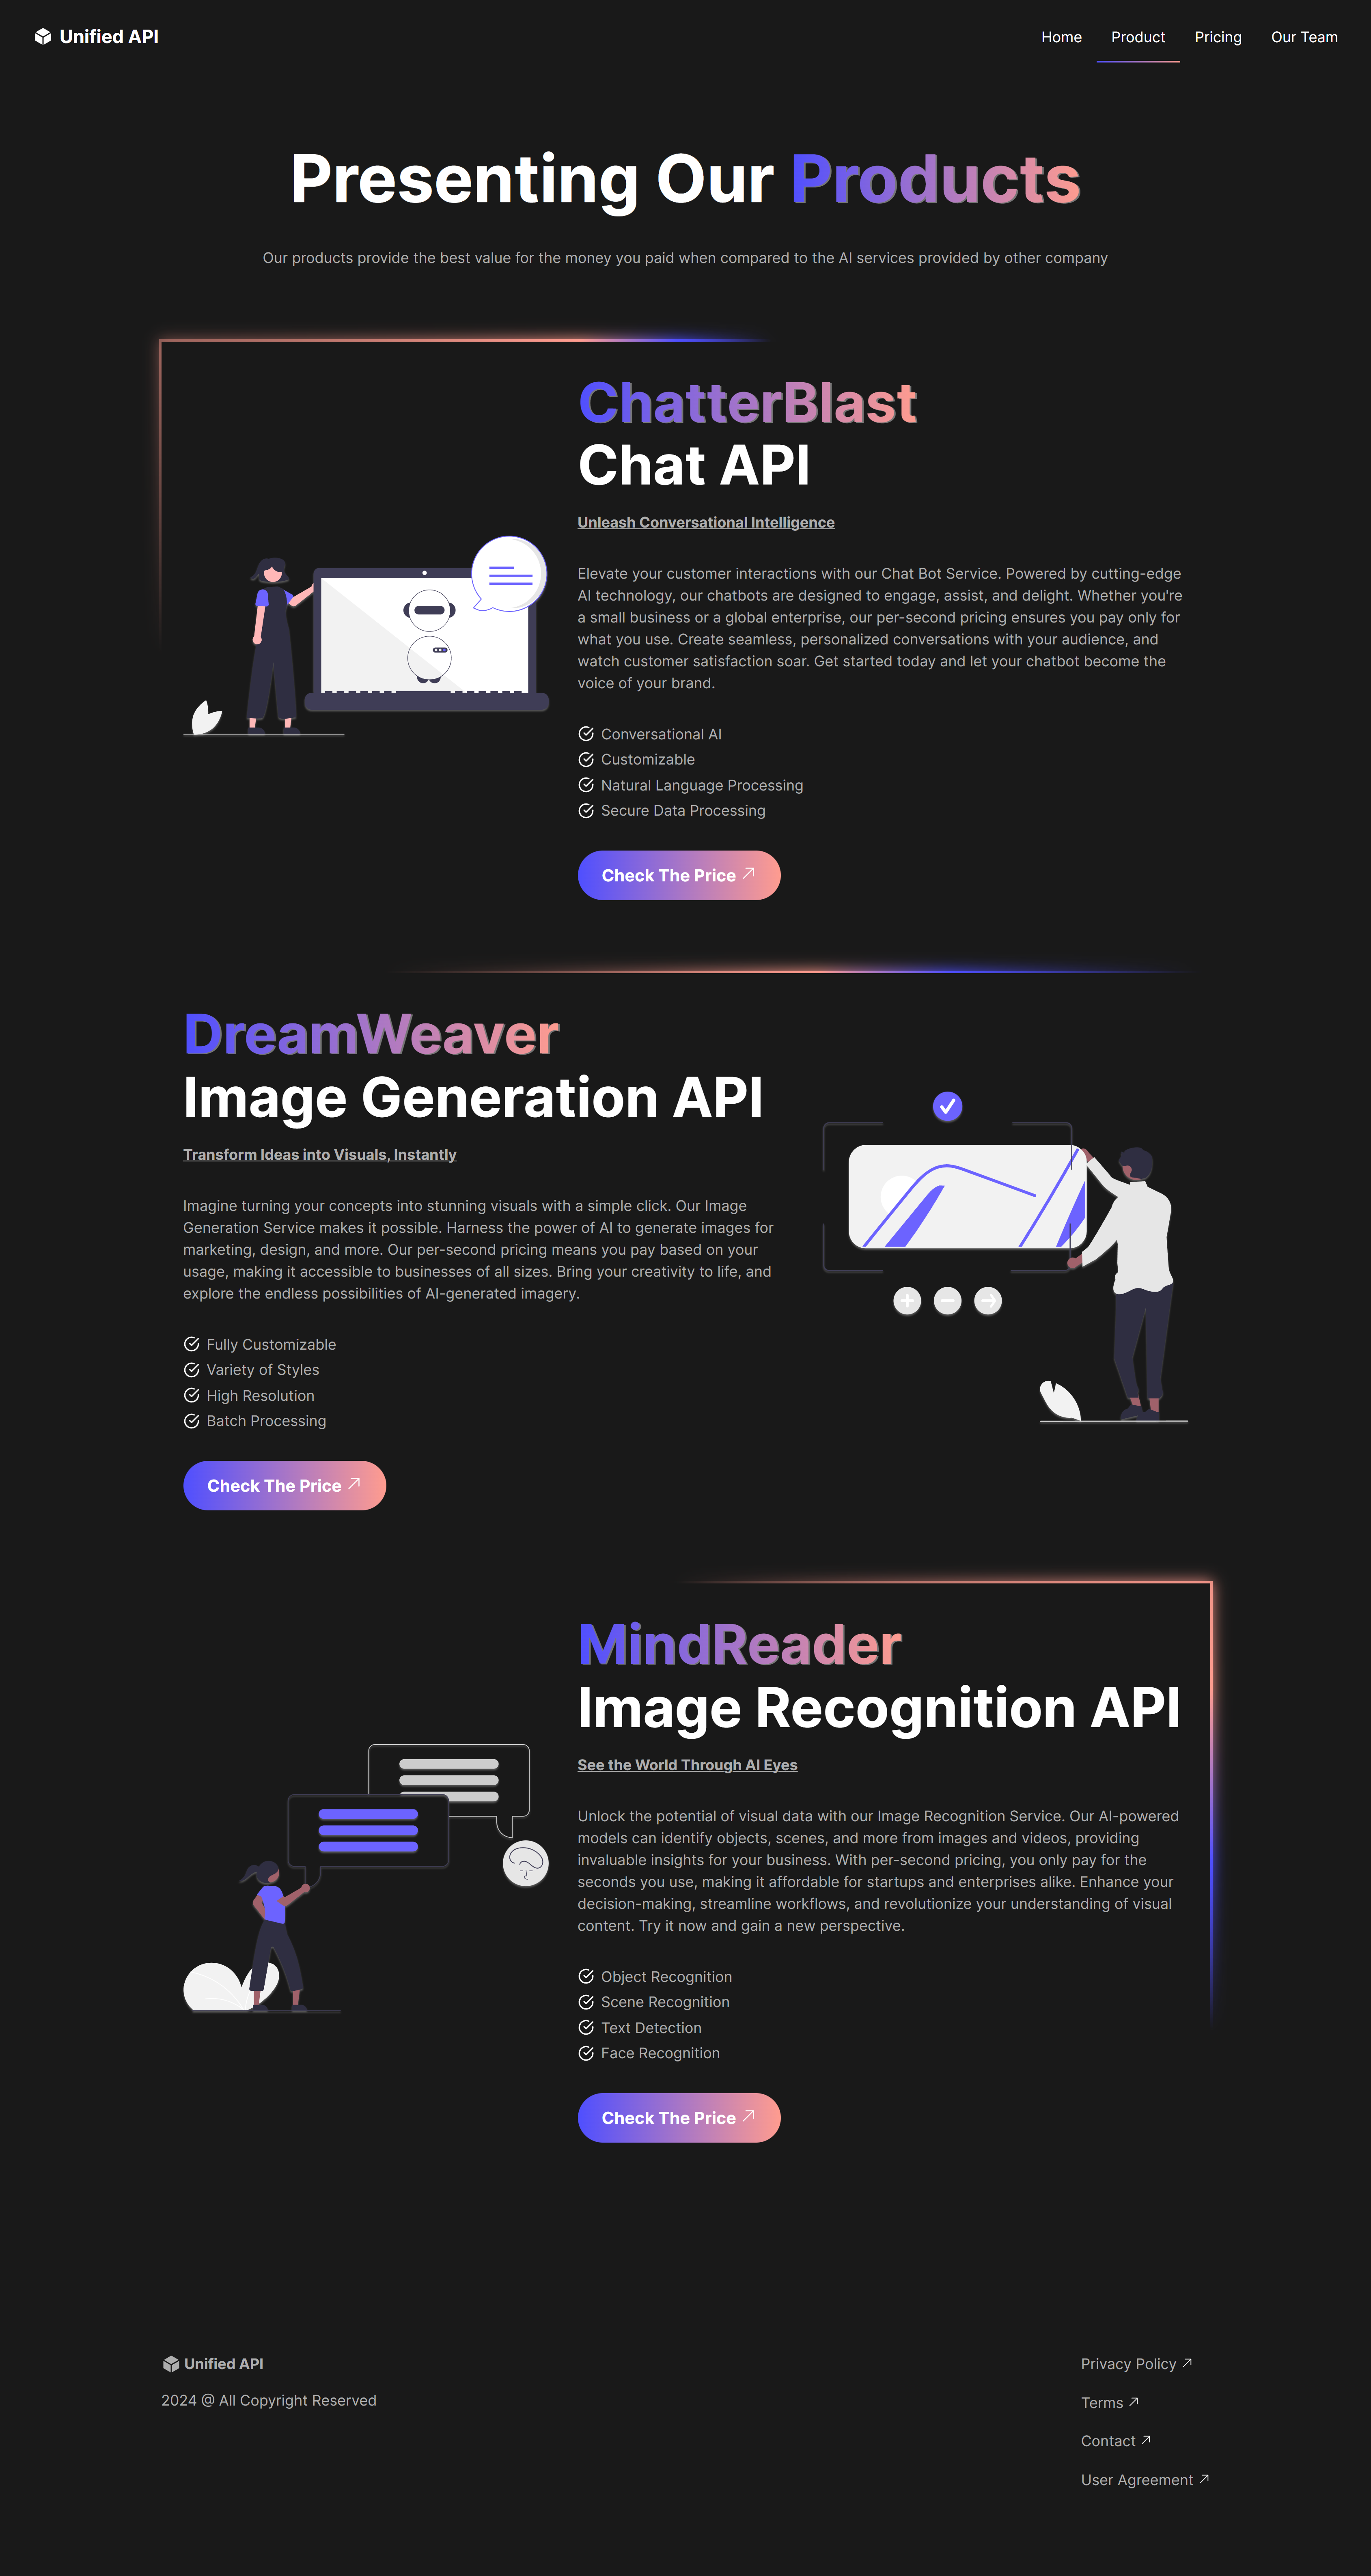 Unified API
Home Product Pricing Our Team
Presenting Our Products
Our products provide the best value for the money you paid when compared to the AI services provided by other company
ChatterBlast
Chat API
Unleash Conversational Intelligence
Elevate your customer interactions with our Chat Bot Service. Powered by cutting-edge
AI technology, our chatbots are designed to engage, assist, and delight. Whether you're
a small business or a global enterprise, our per-second pricing ensures you pay only for
what you use. Create seamless, personalized conversations with your audience, and
watch customer satisfaction soar. Get started today and let your chatbot become the
voice of your brand.
Conversational AI
Customizable
Natural Language Processing
Secure Data Processing
Check The Price
DreamWeaver
Image Generation API
Transform Ideas into Visuals, Instantly
Imagine turning your concepts into stunning visuals with a simple click. Our Image
Generation Service makes it possible. Harness the power of AI to generate images for
marketing, design, and more. Our per-second pricing means you pay based on your
usage, making it accessible to businesses of all sizes. Bring your creativity to life, and
explore the endless possibilities of AI-generated imagery.
Fully Customizable
Variety of Styles
High Resolution
Batch Processing
Check The Price
MindReader
Image Recognition API
See the World Through AI Eyes
Unlock the potential of visual data with our Image Recognition Service. Our AI-powered
models can identify objects, scenes, and more from images and videos, providing
invaluable insights for your business. With per-second pricing, you only pay for the
seconds you use, making it affordable for startups and enterprises alike. Enhance your
decision-making, streamline workflows, and revolutionize your understanding of visual
content. Try it now and gain a new perspective.
Object Recognition
Scene Recognition
Text Detection
Face Recognition
Check The Price
Unified API
2024 @ All Copyright Reserved
Privacy Policy
Terms
Contact
User Agreement